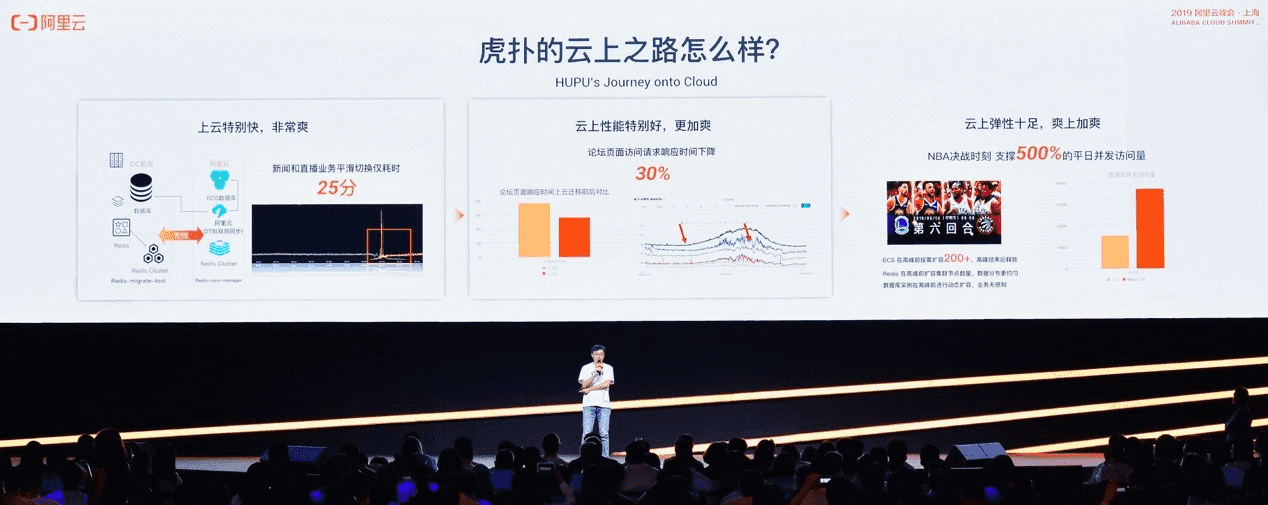 阿里云
2019 阿里云峰会·上海
ALIBABA CLOUD SUMMIT
虎扑的云上之路怎么样?
HUPU's Journey onto Cloud
上云特别快,非常爽
IDC机房
数据库
Redis
Redis Cluster
Redis-migrate-tool
阿里云
RDS数据库
阿里云
DTS(双向同步)
Redis Cluster
专线
新闻和直播业务平滑切换仅耗时
25分
云上性能特别好,更加爽
论坛页面访问请求响应时间下降
30%
论坛页面响应时间上云迁移前后对比
云上弹性十足,爽上加爽
NBA决战时刻 支撑500%的平日并发访问量
第六回合
ECS 在高峰前按需扩容200+,高峰结束后释放
Redis 在高峰前扩容集群节点数量,数据分布更均匀
数据库实例在高峰前进行动态扩容,业务无感知